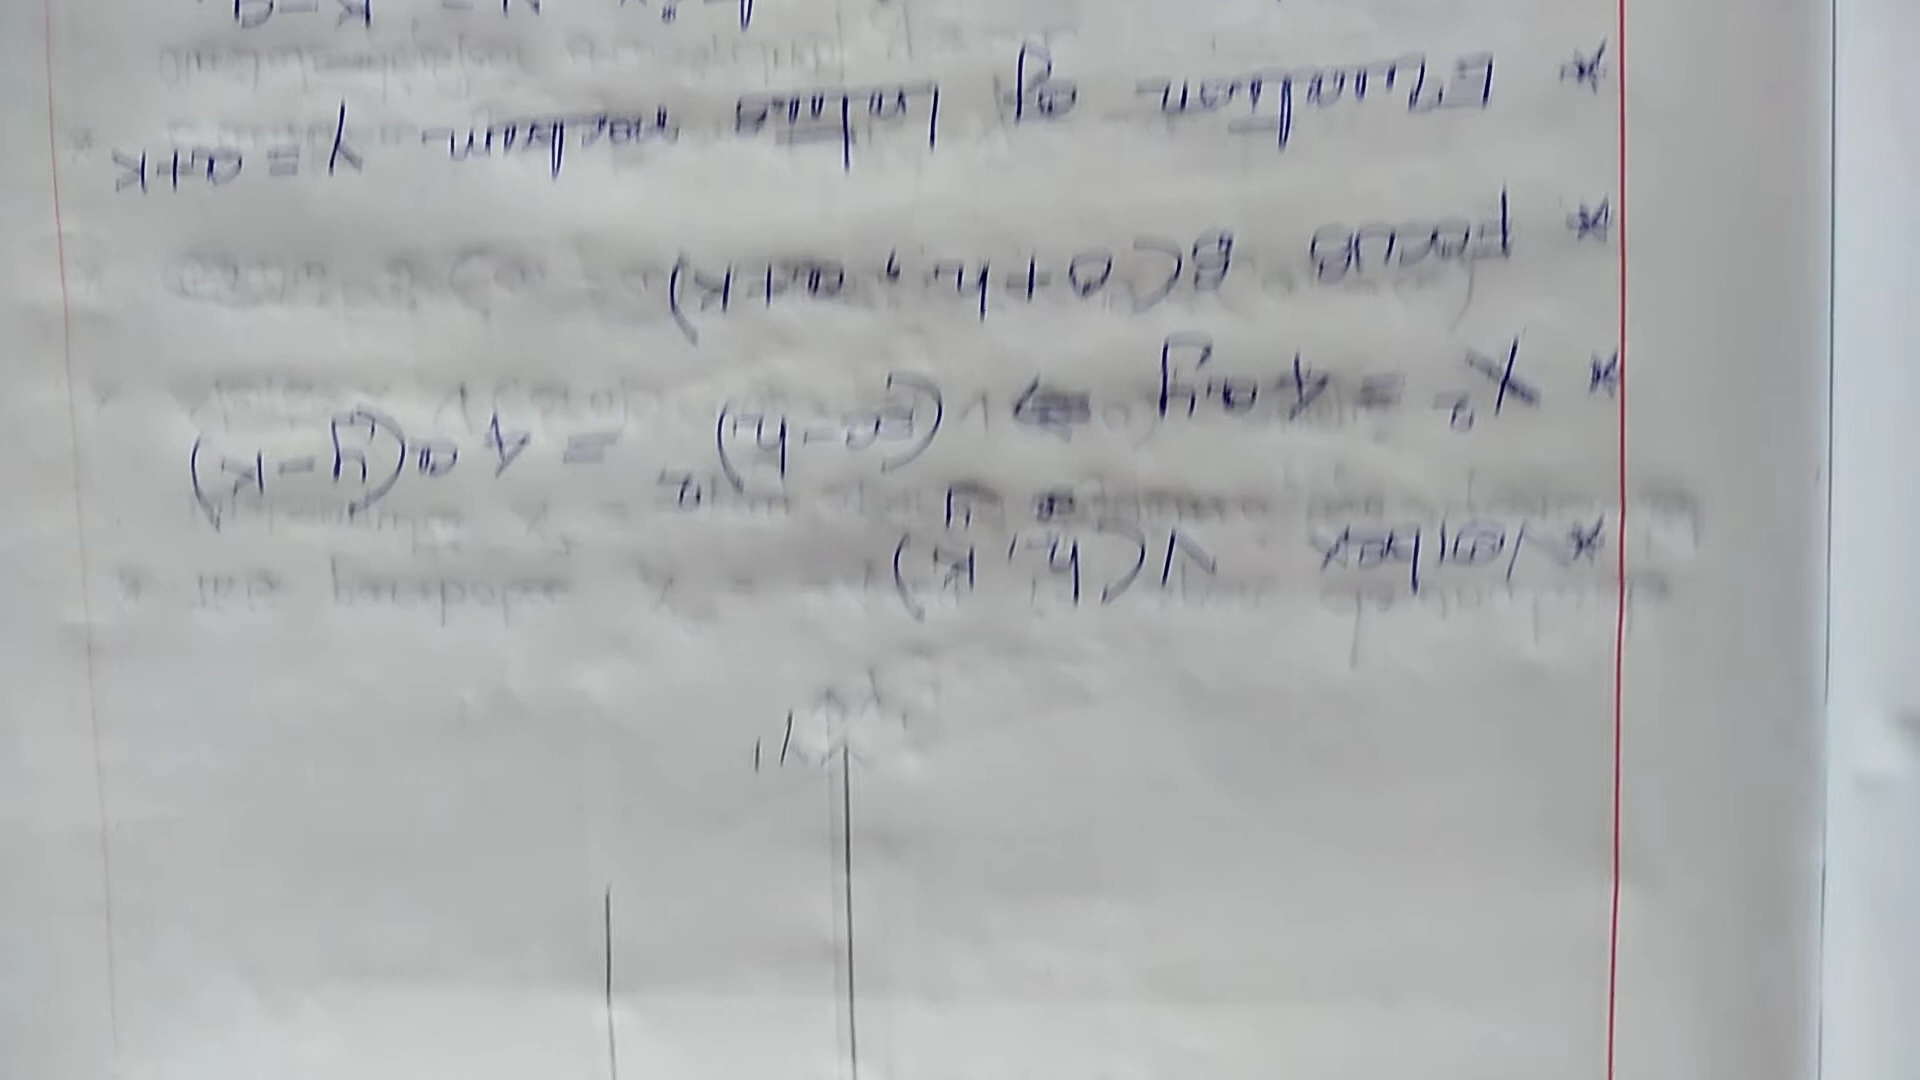 Y'
* Vertex V(h, k)
* X² = 4ay → (x-h)² = 4a(y-k)
* Focus S(0+h, a+k)
* Equation of Latus rectum Y = a+k